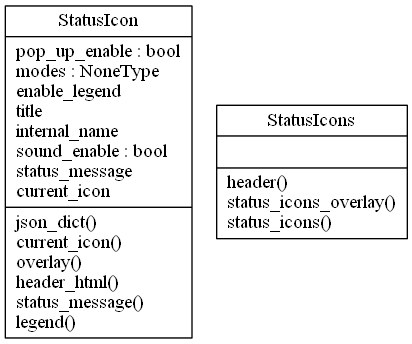 StatusIcon
pop_up_enable : bool
modes : NoneType
enable_legend
title
internal_name
sound_enable : bool
status_message
current_icon
json_dict()
current_icon()
overlay()
header_html()
status_message()
legend()
StatusIcons
header()
status_icons_overlay()
status_icons()